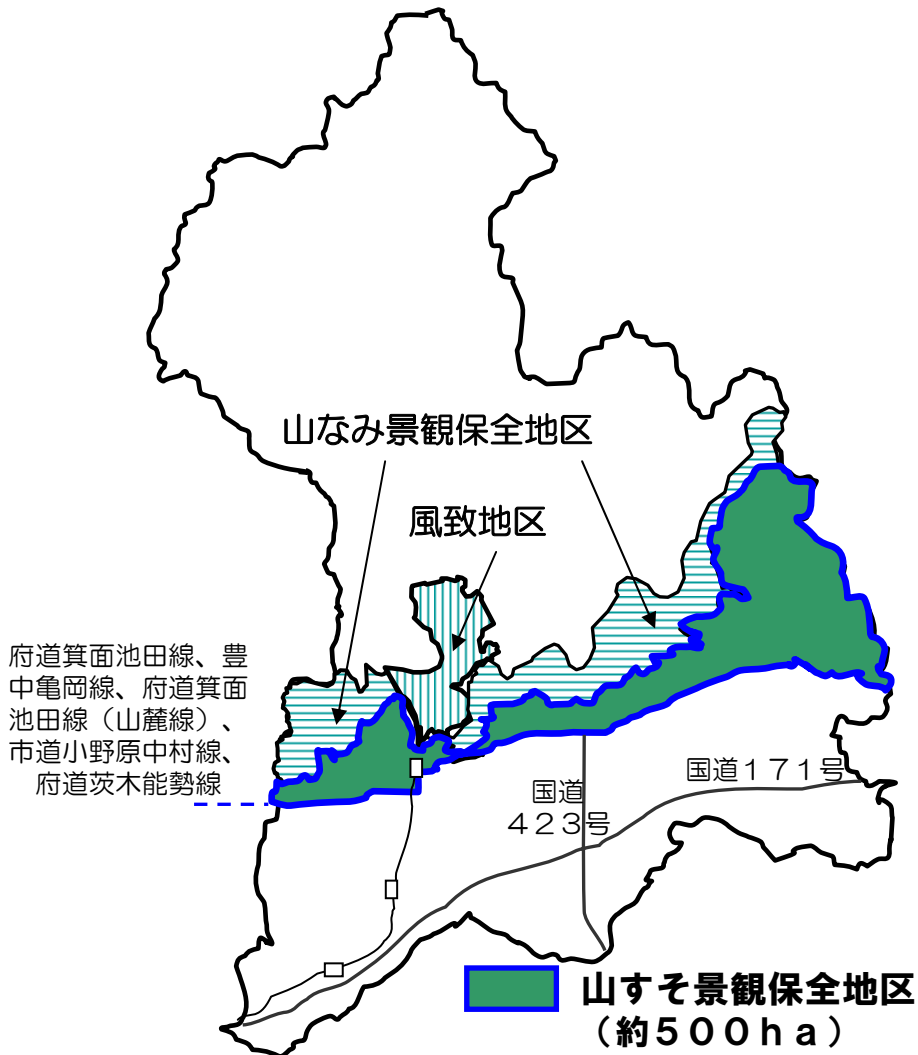 山なみ景観保全地区
風致地区
府道箕面池田線、豊
中亀岡線、府道箕面
池田線（山麓線）、
市道小野原中村線、
府道茨木能勢線
国道１７１号
国道
４２３号
山すそ景観保全地区
（約５００ｈａ）